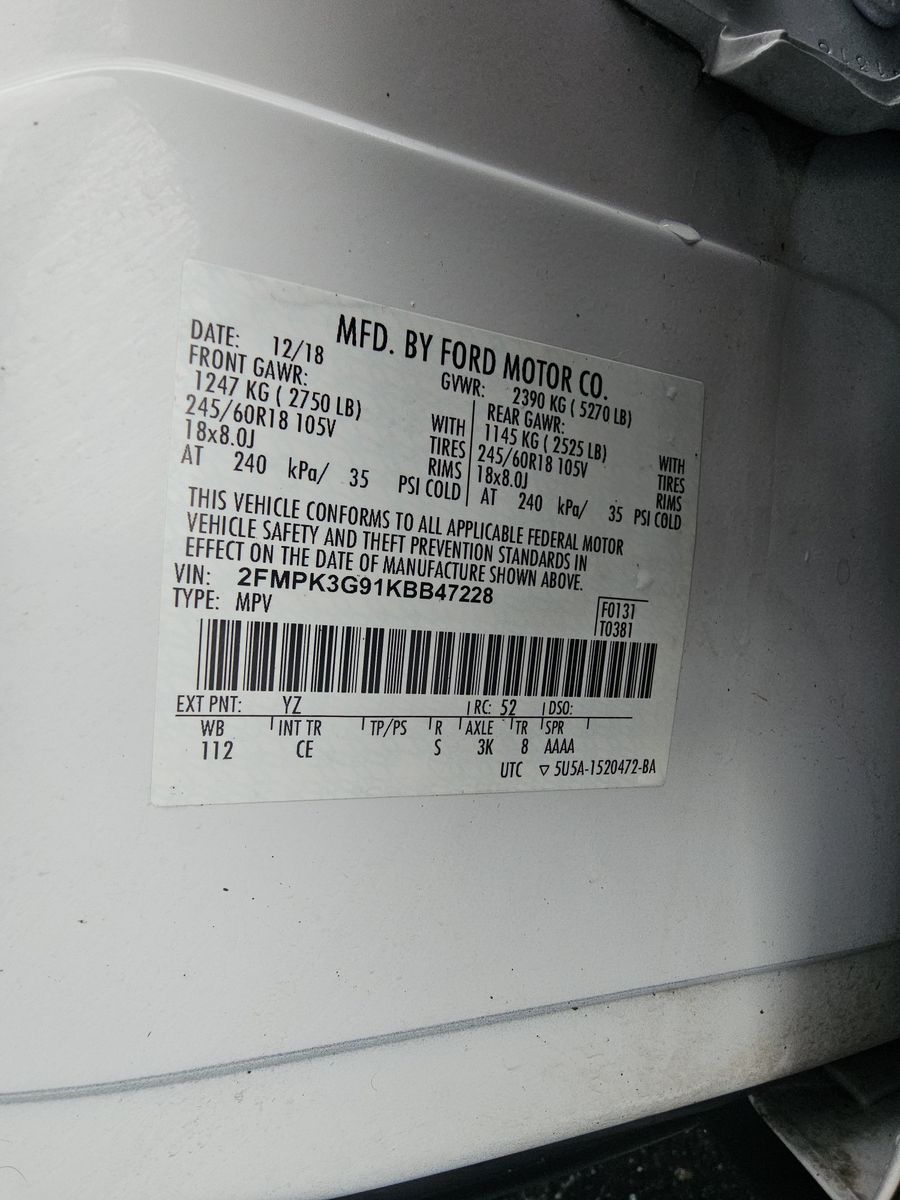 MFD. BY FORD MOTOR CO.
DATE: 12/18 GVWR: 2390 KG ( 5270 LB)
FRONT GAWR: REAR GAWR:
1247 KG ( 2750 LB) WITH 1145 KG ( 2525 LB) WITH
245/60R18 105V TIRES 245/60R18 105V TIRES
18x8.0J RIMS 18x8.0J RIMS
AT 240 kPa/ 35 PSI COLD AT 240 kPa/ 35 PSI COLD
THIS VEHICLE CONFORMS TO ALL APPLICABLE FEDERAL MOTOR
VEHICLE SAFETY AND THEFT PREVENTION STANDARDS IN
EFFECT ON THE DATE OF MANUFACTURE SHOWN ABOVE.
VIN: 2FMPK3G91KBB47228
TYPE: MPV F0131
T0381
EXT PNT: YZ RC: 52 DSO:
WB INT TR TP/PS R AXLE TR SPR
112 CE S 3K 8 AAAA
UTC ▽ 5U5A-1520472-BA